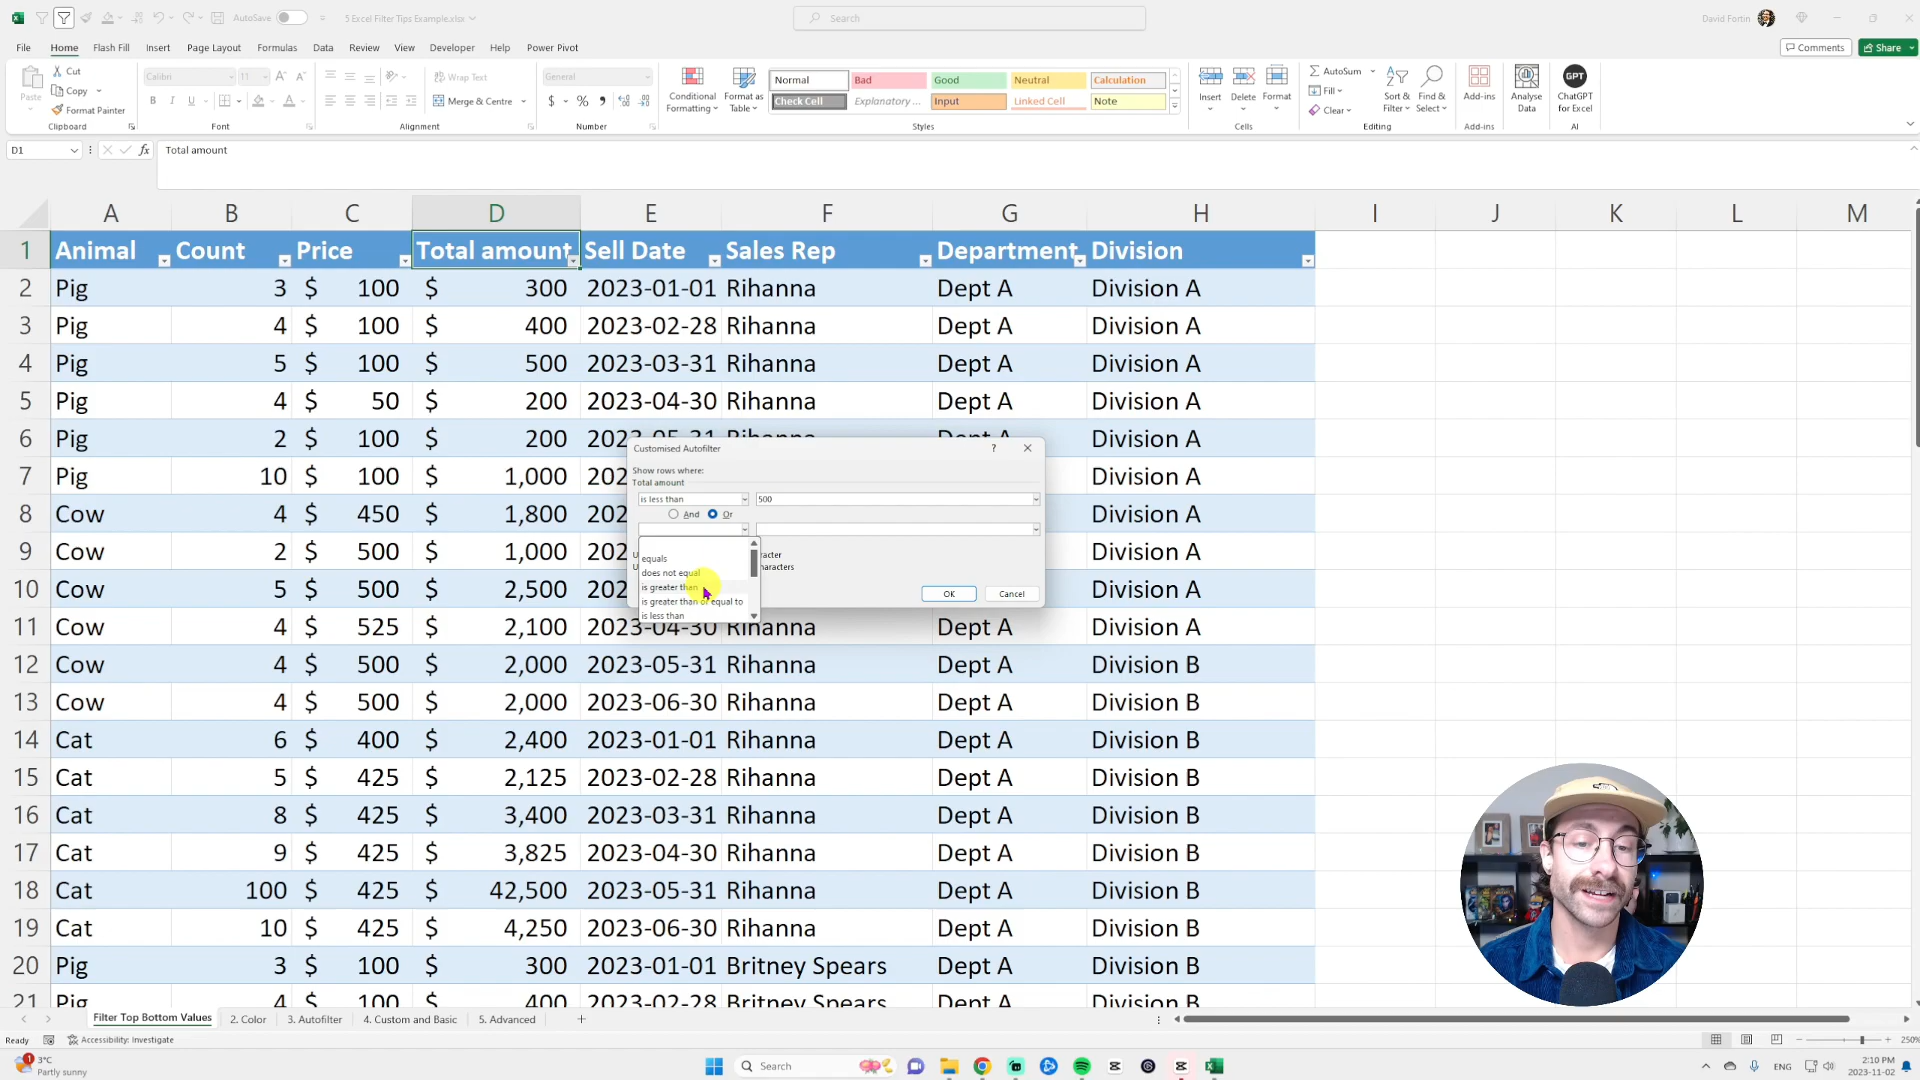 AutoSave
5 Excel Filter Tips Example.xlsx
Search
David Fortin
File Home Flash Fill Insert Page Layout Formulas Data Review View Developer Help Power Pivot
Comments Share
Paste Cut Copy Format Painter
Calibri 11
B I U
Wrap Text
Merge & Centre
General
$ %
Conditional Formatting Format as Table
Normal Bad Good Neutral Calculation
Check Cell Explanatory ... Input Linked Cell Note
Insert Delete Format
AutoSum Fill Clear
Sort & Filter Find & Select
Add-ins
Analyse Data
GPT
ChatGPT for Excel
Clipboard Font Alignment Number Styles Cells Editing Add-ins AI
D1 fx Total amount
A B C D E F G H I J K L M
1 Animal Count Price Total amount Sell Date Sales Rep Department Division
2 Pig 3 $ 100 $ 300 2023-01-01 Rihanna Dept A Division A
3 Pig 4 $ 100 $ 400 2023-02-28 Rihanna Dept A Division A
4 Pig 5 $ 100 $ 500 2023-03-31 Rihanna Dept A Division A
5 Pig 4 $ 50 $ 200 2023-04-30 Rihanna Dept A Division A
6 Pig 2 $ 100 $ 200 2023-05-31 Rihanna Dept A Division A
7 Pig 10 $ 100 $ 1,000 202 Division A
8 Cow 4 $ 450 $ 1,800 202 Division A
9 Cow 2 $ 500 $ 1,000 202 Division A
10 Cow 5 $ 500 $ 2,500 202 Division A
11 Cow 4 $ 525 $ 2,100 2023-04-30 Rihanna Dept A Division A
12 Cow 4 $ 500 $ 2,000 2023-05-31 Rihanna Dept A Division B
13 Cow 4 $ 500 $ 2,000 2023-06-30 Rihanna Dept A Division B
14 Cat 6 $ 400 $ 2,400 2023-01-01 Rihanna Dept A Division B
15 Cat 5 $ 425 $ 2,125 2023-02-28 Rihanna Dept A Division B
16 Cat 8 $ 425 $ 3,400 2023-03-31 Rihanna Dept A Division B
17 Cat 9 $ 425 $ 3,825 2023-04-30 Rihanna Dept A Division B
18 Cat 100 $ 425 $ 42,500 2023-05-31 Rihanna Dept A Division B
19 Cat 10 $ 425 $ 4,250 2023-06-30 Rihanna Dept A Division B
20 Pig 3 $ 100 $ 300 2023-01-01 Britney Spears Dept A Division B
21 Pig 4 $ 100 $ 400 2023-02-28 Britney Spears Dept A Division B
Customised Autofilter ?
Show rows where:
Total amount
is less than 500
And Or
equals
does not equal
is greater than
is greater than or equal to
is less than
U racter
U haracters
OK Cancel
Filter Top Bottom Values 2. Color 3. Autofilter 4. Custom and Basic 5. Advanced
Ready Accessibility: Investigate
250%
1
3°C
Partly sunny
Search
ENG
2:10 PM
2023-11-02